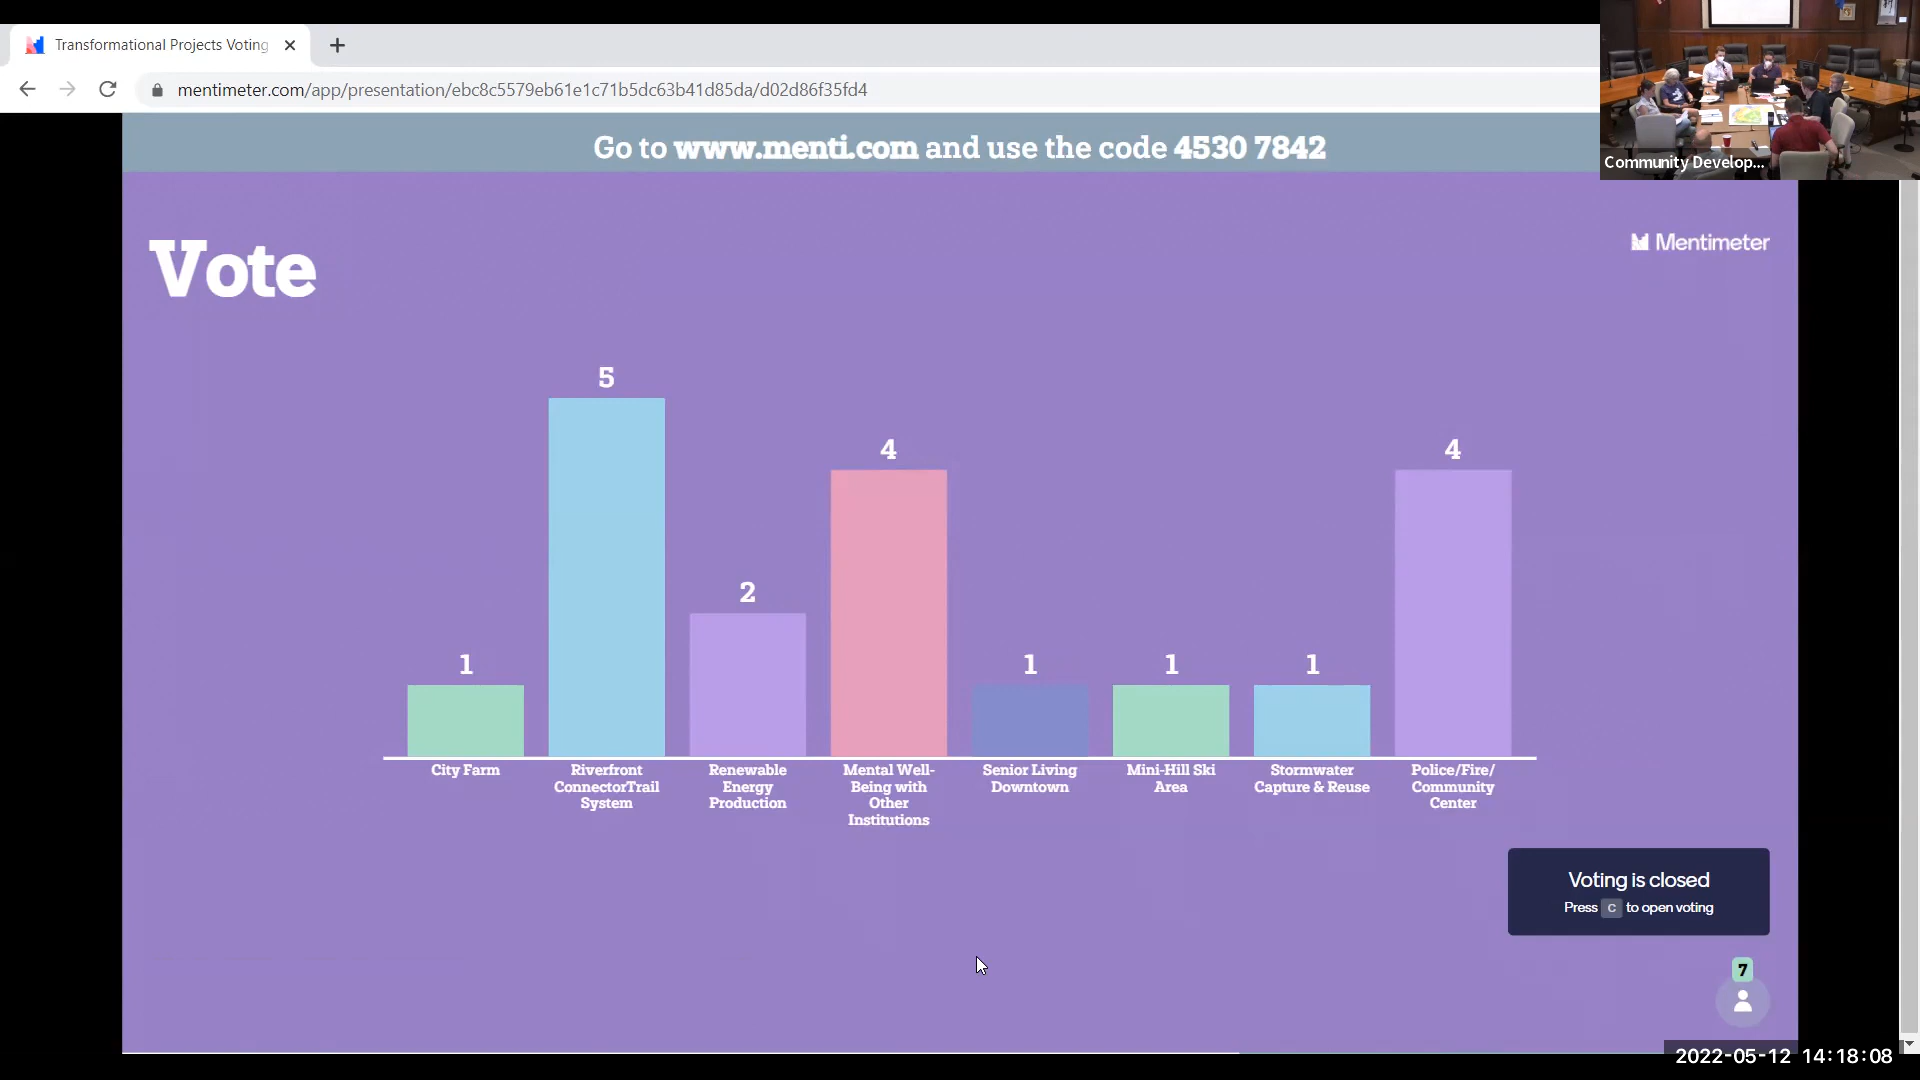 Transformational Projects Voting
mentimeter.com/app/presentation/ebc8c5579eb61e1c71b5dc63b41d85da/d02d86f35fd4
Community Develop...
Go to www.menti.com and use the code 4530 7842
Vote
Mentimeter
5
4
4
2
1
1
1
1
City Farm
Riverfront
ConnectorTrail
System
Renewable
Energy
Production
Mental Well-
Being with
Other
Institutions
Senior Living
Downtown
Mini-Hill Ski
Area
Stormwater
Capture & Reuse
Police/Fire/
Community
Center
Voting is closed
Press C to open voting
7
2022-05-12 14:18:08